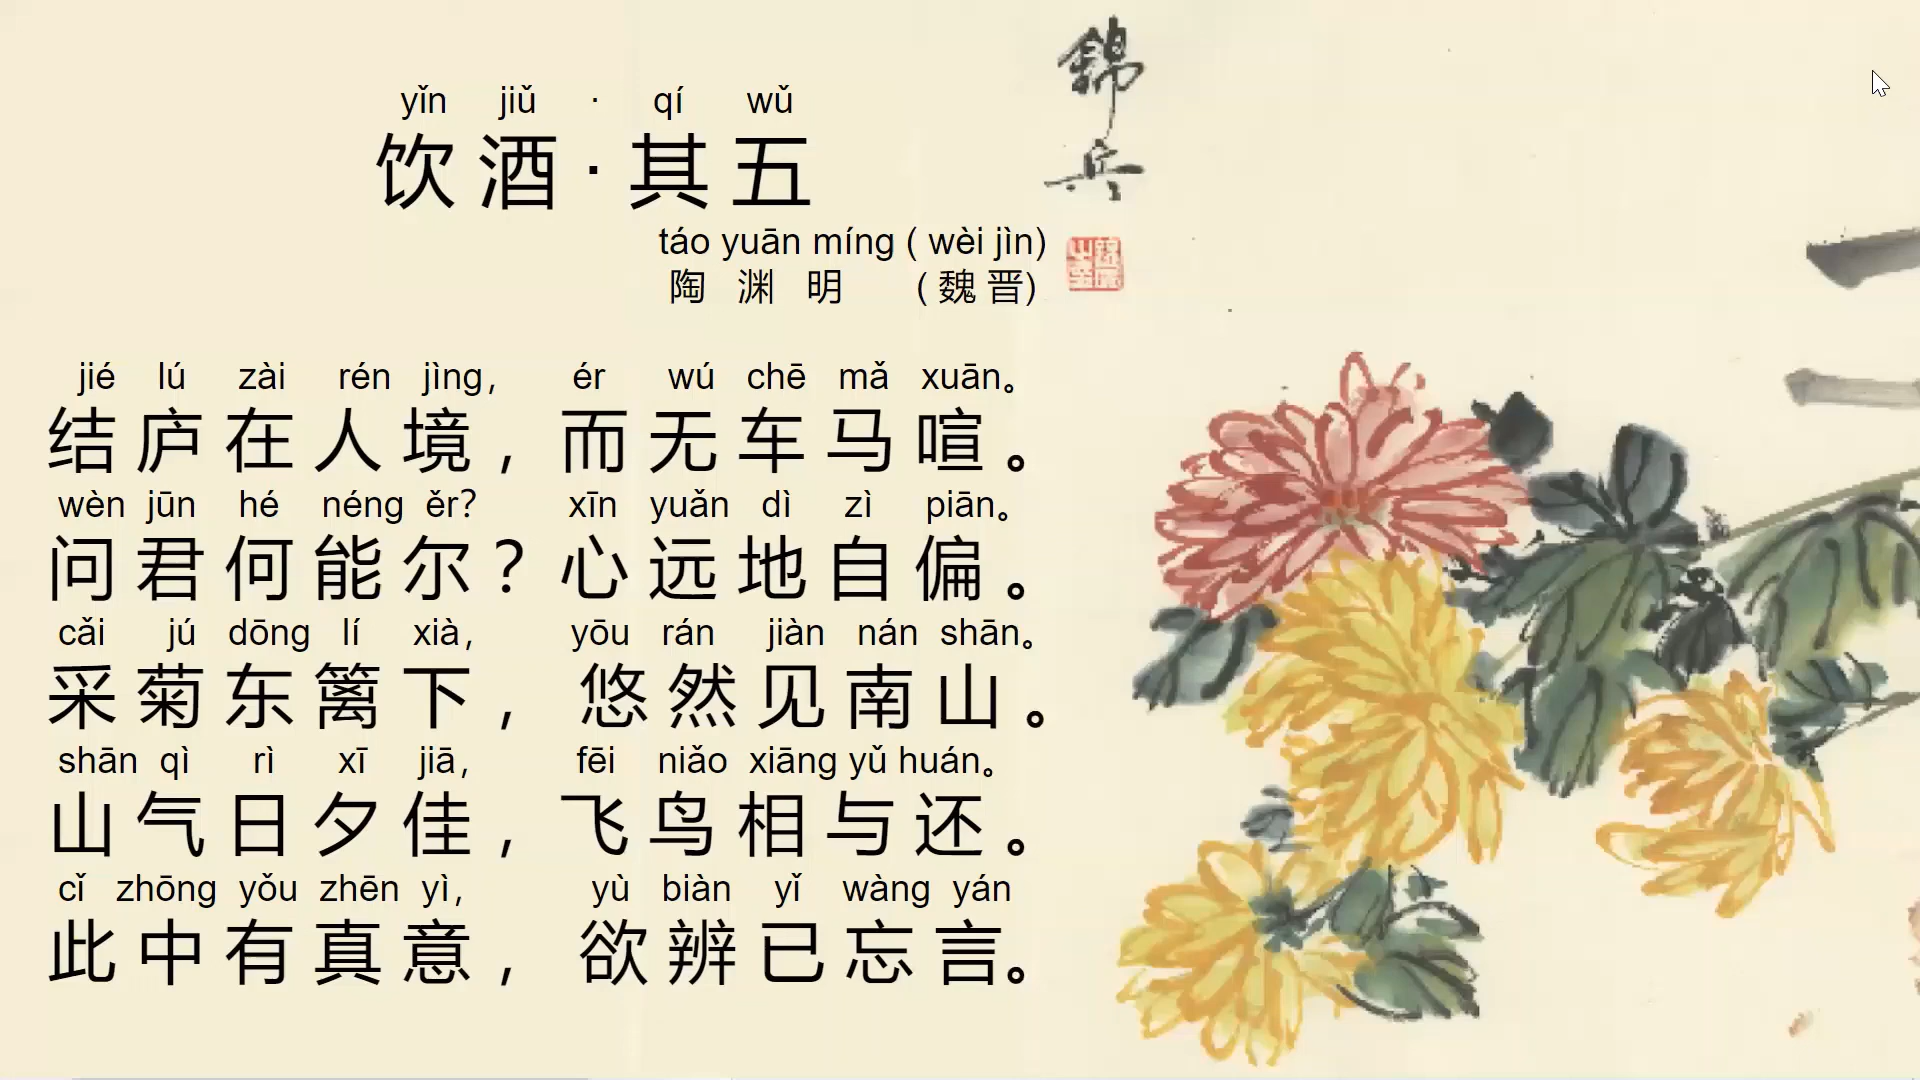 yǐn jiǔ · qí wǔ
饮酒·其五
táo yuān míng ( wèi jìn)
陶 渊 明 ( 魏 晋)
jié lú zài rén jìng， ér wú chē mǎ xuān。
结庐在人境，而无车马喧。
wèn jūn hé néng ěr？ xīn yuǎn dì zì piān。
问君何能尔？心远地自偏。
cǎi jú dōng lí xià， yōu rán jiàn nán shān。
采菊东篱下，悠然见南山。
shān qì rì xī jiā， fēi niǎo xiāng yǔ huán。
山气日夕佳，飞鸟相与还。
cǐ zhōng yǒu zhēn yì， yù biàn yǐ wàng yán
此中有真意，欲辨已忘言。
錦
兵